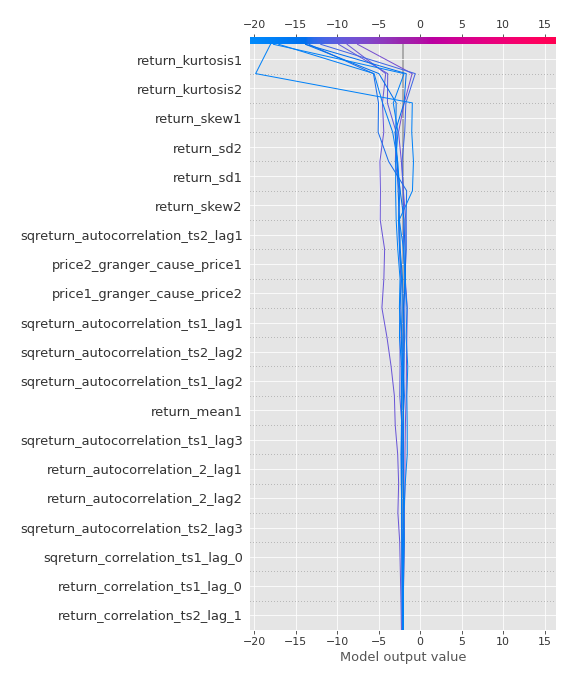 −20 −15 −10 −5 0 5 10 15
return_kurtosis1
return_kurtosis2
return_skew1
return_sd2
return_sd1
return_skew2
sqreturn_autocorrelation_ts2_lag1
price2_granger_cause_price1
price1_granger_cause_price2
sqreturn_autocorrelation_ts1_lag1
sqreturn_autocorrelation_ts2_lag2
sqreturn_autocorrelation_ts1_lag2
return_mean1
sqreturn_autocorrelation_ts1_lag3
return_autocorrelation_2_lag1
return_autocorrelation_2_lag2
sqreturn_autocorrelation_ts2_lag3
sqreturn_correlation_ts1_lag_0
return_correlation_ts1_lag_0
return_correlation_ts2_lag_1
−20 −15 −10 −5 0 5 10 15
Model output value